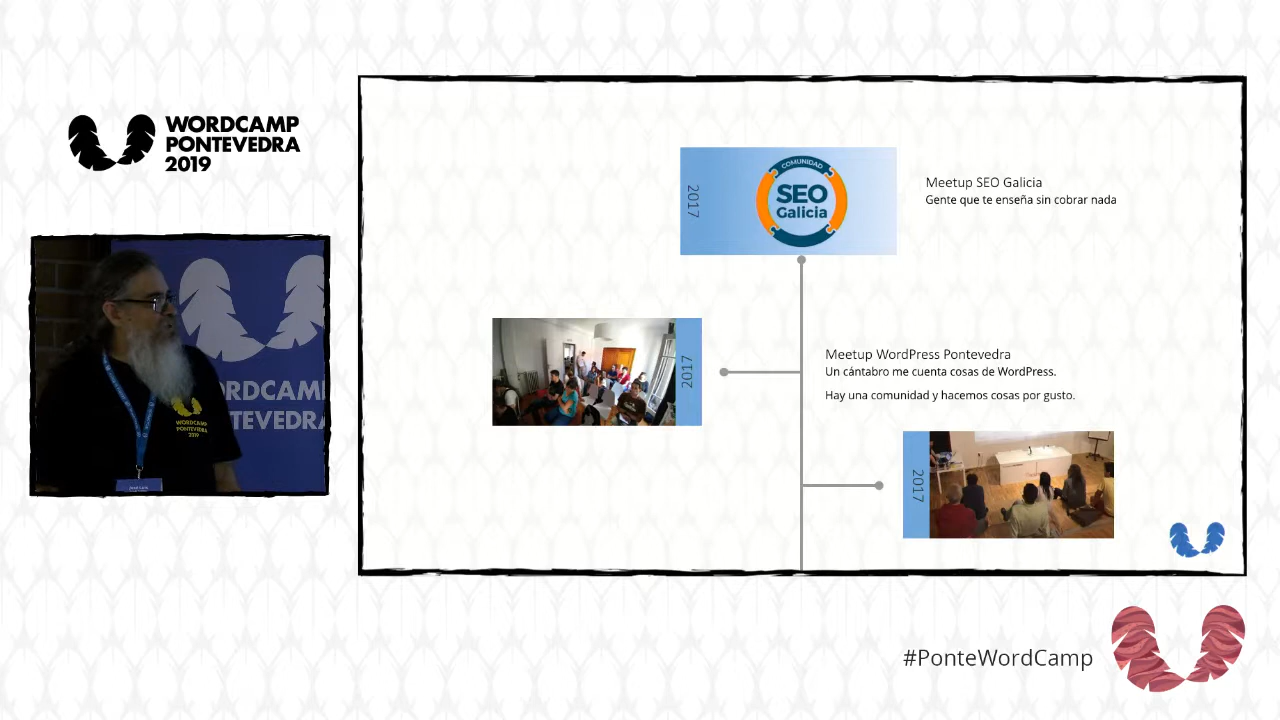 WORDCAMP
PONTEVEDRA
2019
2017
COMUNIDAD
SEO
Galicia
Meetup SEO Galicia
Gente que te enseña sin cobrar nada
2017
Meetup WordPress Pontevedra
Un cántabro me cuenta cosas de WordPress.
Hay una comunidad y hacemos cosas por gusto.
2017
ORDCAM
TEVEDRA
WORDCAMP
PONTEVEDRA
2019
#PonteWordCamp